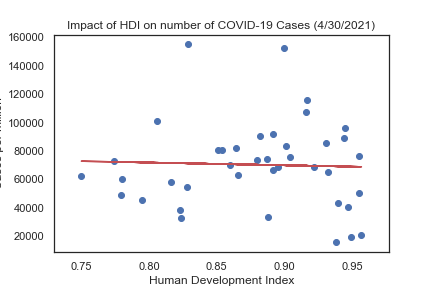 Impact of HDI on number of COVID-19 Cases (4/30/2021)
160000
140000
120000
100000
80000
60000
40000
20000
0.75 0.80 0.85 0.90 0.95
Human Development Index